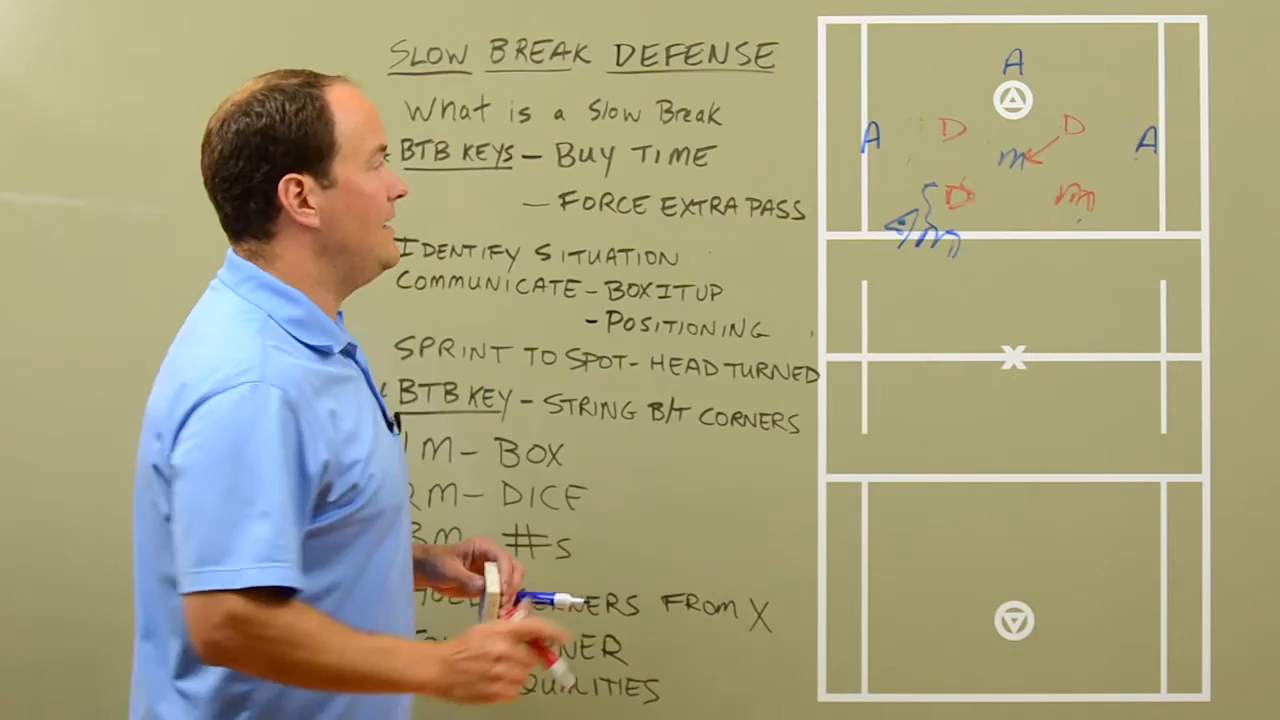 SLOW BREAK DEFENSE
What is a Slow Break
BTB KEYS - BUY TIME
- FORCE EXTRA PASS
IDENTIFY SITUATION
COMMUNICATE - BOX IT UP
- POSITIONING
SPRINT TO SPOT - HEAD TURNED
BTB KEY - STRING B/T CORNERS
1M - BOX
2M - DICE
3M - #s
CORNERS FROM X
QUALITIES
A
D D
A m A
D m
m
X